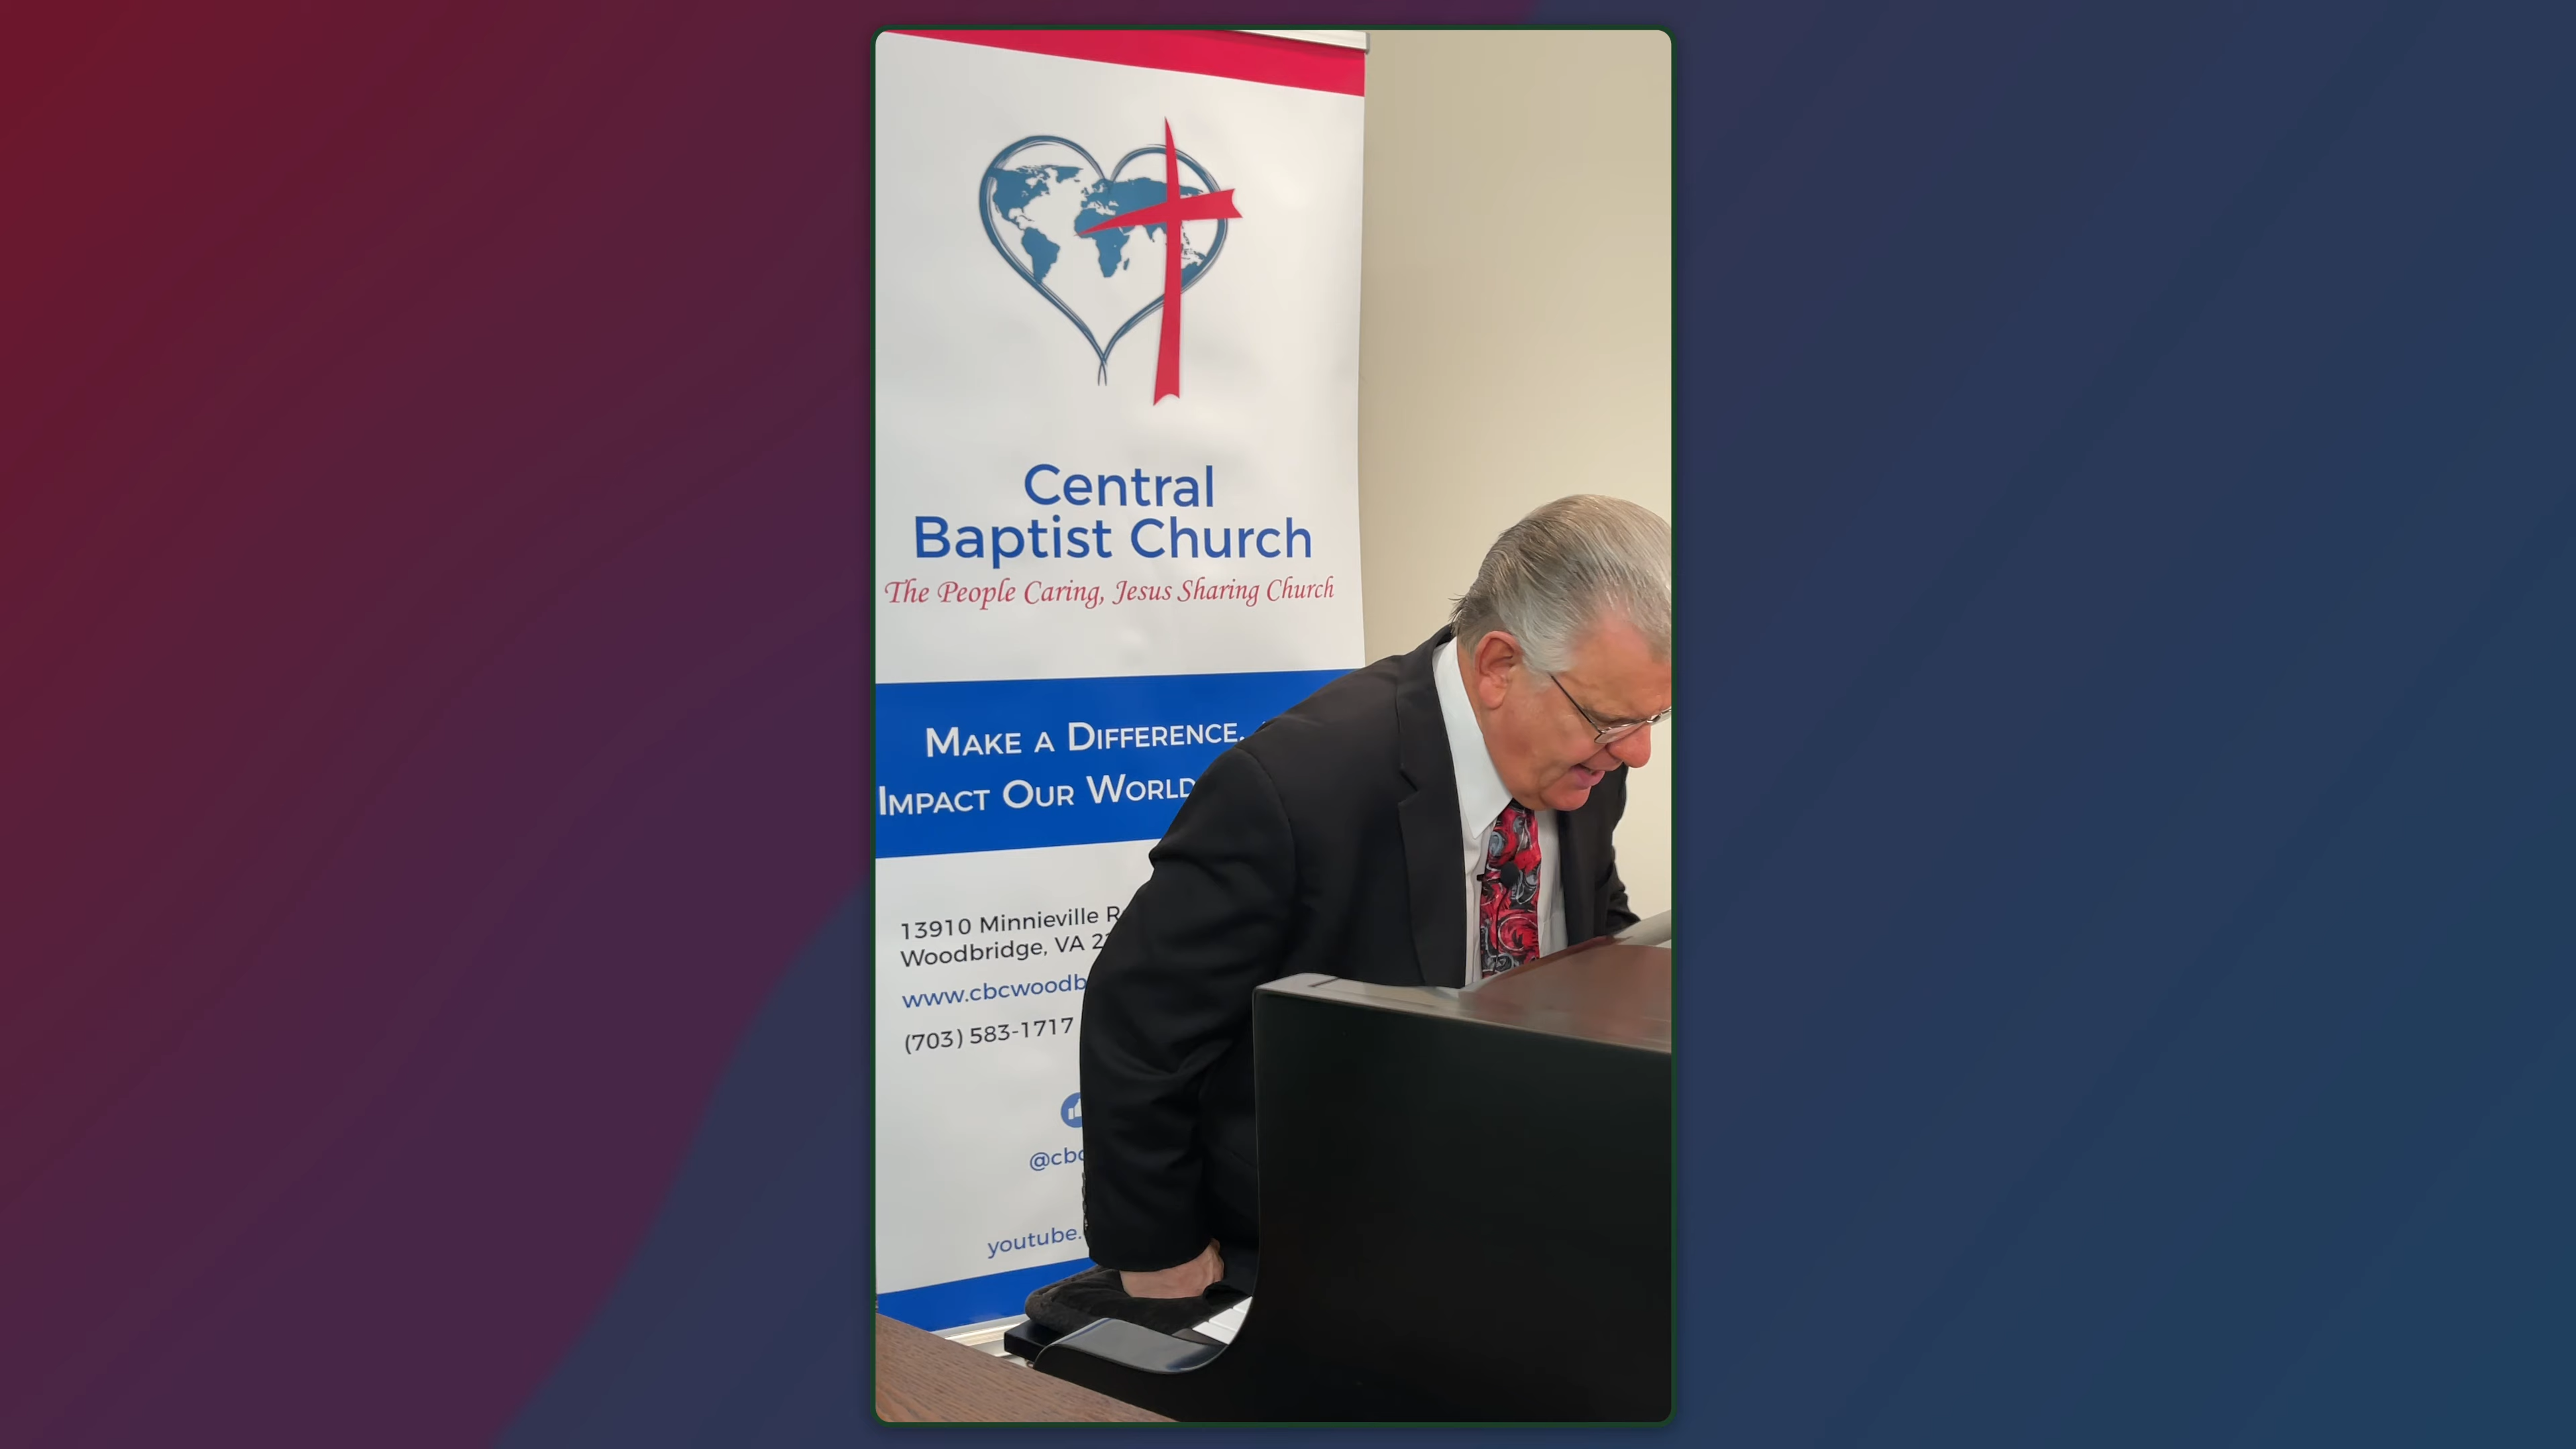 Central
Baptist Church
The People Caring, Jesus Sharing Church
MAKE A DIFFERENCE.
IMPACT OUR WORLD
13910 Minnieville
Woodbridge, VA
(703) 583-1717
youtube.